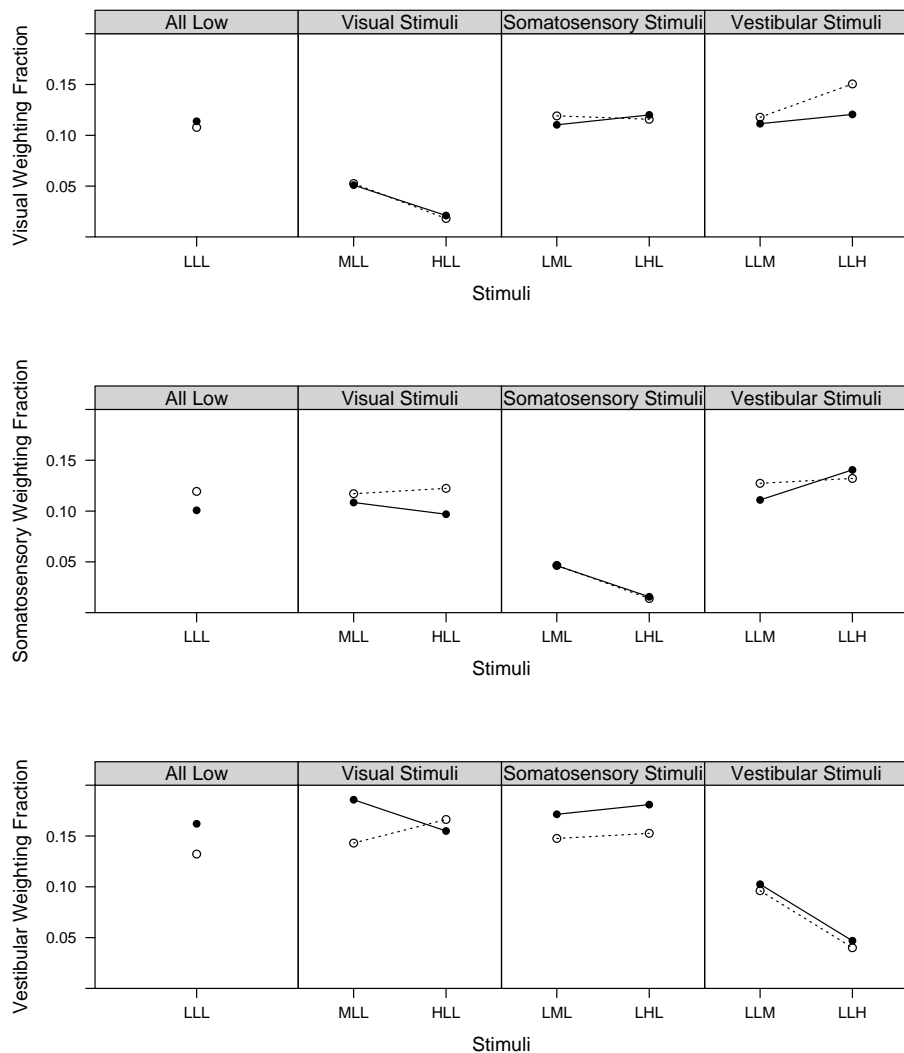 All Low Visual Stimuli Somatosensory Stimuli Vestibular Stimuli
Visual Weighting Fraction
0.15
0.10
0.05
LLL MLL HLL LML LHL LLM LLH
Stimuli
All Low Visual Stimuli Somatosensory Stimuli Vestibular Stimuli
Somatosensory Weighting Fraction
0.15
0.10
0.05
LLL MLL HLL LML LHL LLM LLH
Stimuli
All Low Visual Stimuli Somatosensory Stimuli Vestibular Stimuli
Vestibular Weighting Fraction
0.15
0.10
0.05
LLL MLL HLL LML LHL LLM LLH
Stimuli